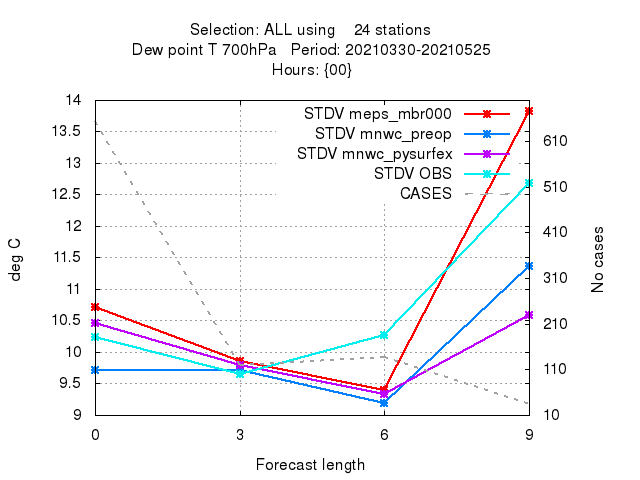 Selection: ALL using    24 stations
Dew point T 700hPa   Period: 20210330-20210525
Hours: {00}
STDV meps_mbr000
STDV mnwc_preop
STDV mnwc_pysurfex
STDV OBS
CASES
14
13.5
13
12.5
12
11.5
11
10.5
10
9.5
9
deg C
610
510
410
310
210
110
10
No cases
0 3 6 9
Forecast length